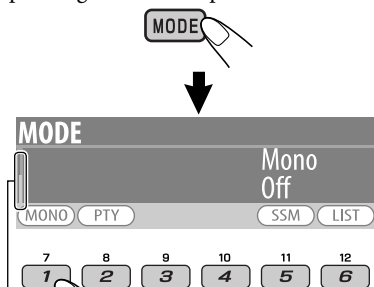 MODE
MODE
Mono
Off
MONO PTY SSM LIST
7 8 9 10 11 12
1 2 3 4 5 6